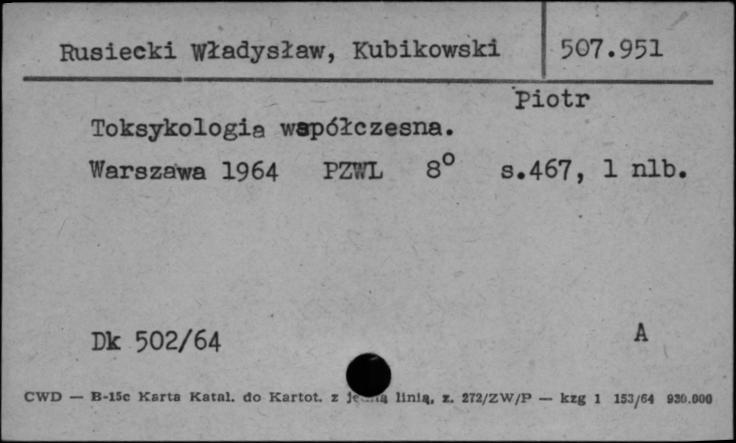 Rusiecki Władysław, Kubikowski 507.951
Piotr
Toksykologia współczesna.
Warszawa 1964 PZWL 8° s.467, 1 nlb.
Dk 502/64 A
CWD — B-15c Karta Katal. do Kartot. z linią, z. 272/ZW/P — kzg 1 153/64 930.000